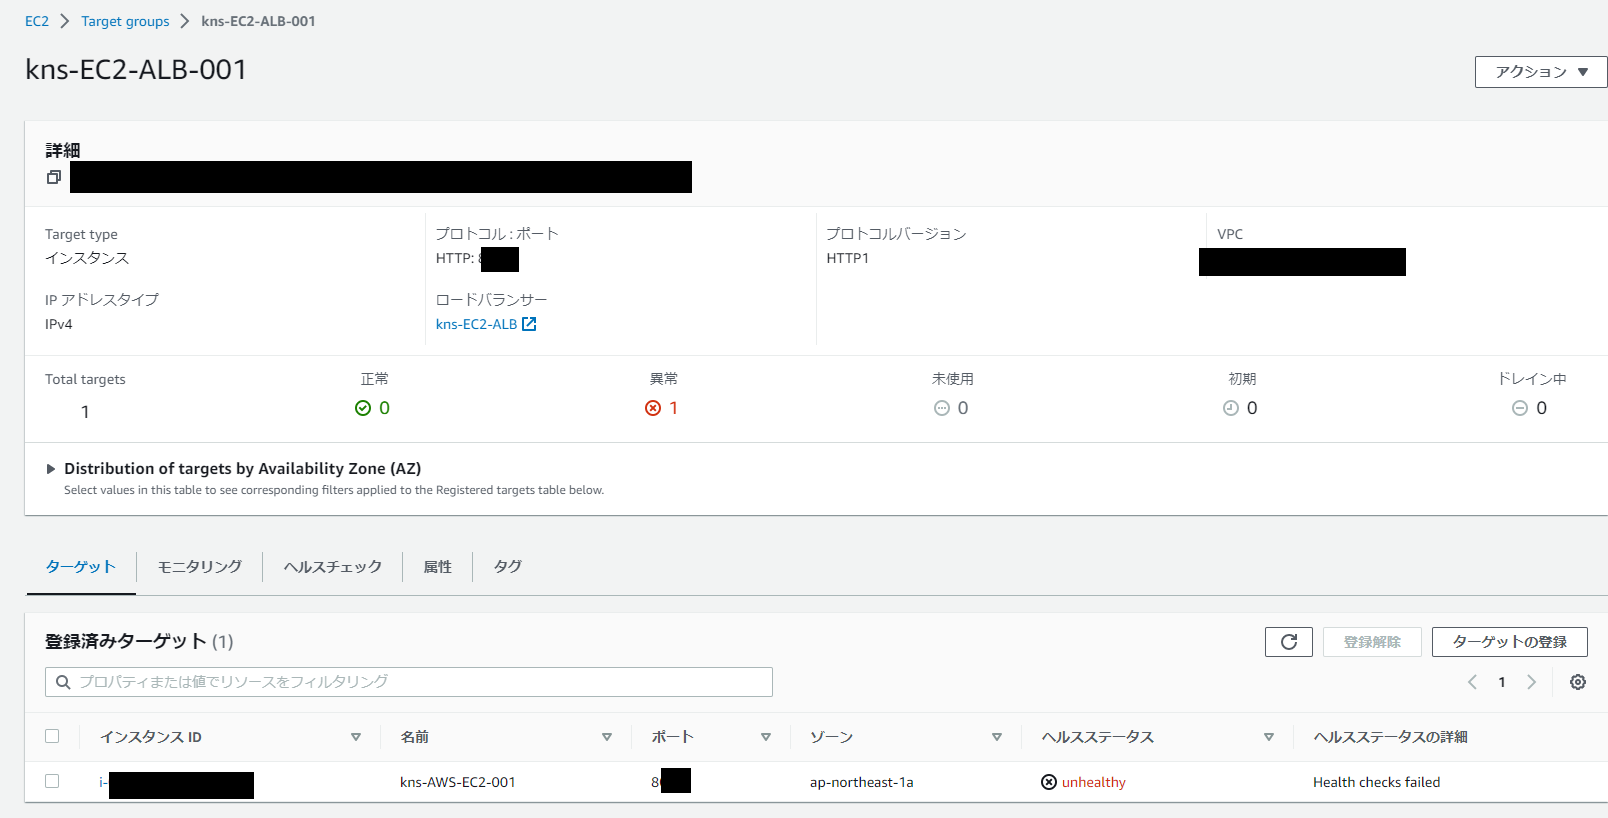 EC2 > Target groups > kns-EC2-ALB-001
kns-EC2-ALB-001
アクション ▼
詳細
Target type
インスタンス
プロトコル : ポート
HTTP:
プロトコルバージョン
HTTP1
VPC
IP アドレスタイプ
IPv4
ロードバランサー
kns-EC2-ALB
Total targets
1
正常
0
異常
1
未使用
0
初期
0
ドレイン中
0
Distribution of targets by Availability Zone (AZ)
Select values in this table to see corresponding filters applied to the Registered targets table below.
ターゲット モニタリング ヘルスチェック 属性 タグ
登録済みターゲット (1)
登録解除 ターゲットの登録
プロパティまたは値でリソースをフィルタリング
1
インスタンス ID 名前 ポート ゾーン ヘルスステータス ヘルスステータスの詳細
i- kns-AWS-EC2-001 8 ap-northeast-1a unhealthy Health checks failed